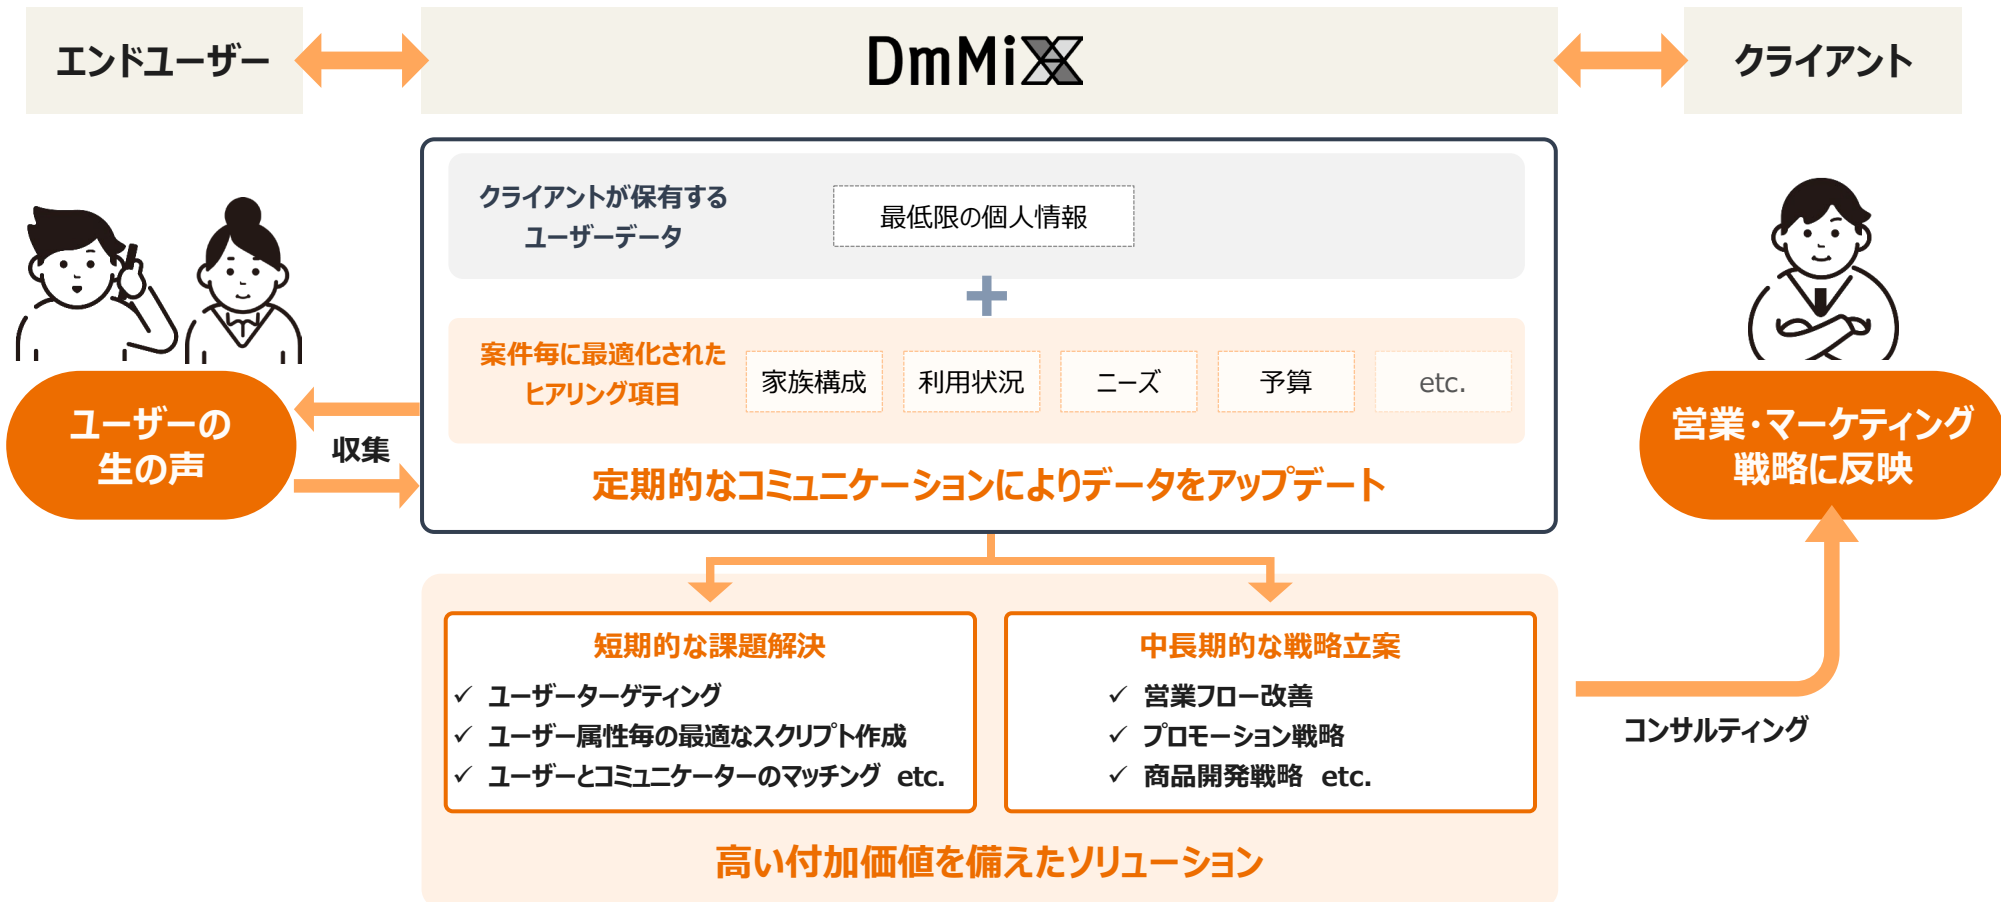 エンドユーザー
DmMiX
クライアント
クライアントが保有する
ユーザーデータ
最低限の個人情報
+
案件毎に最適化された
ヒアリング項目
家族構成
利用状況
ニーズ
予算
etc.
定期的なコミュニケーションによりデータをアップデート
ユーザーの
生の声
収集
営業・マーケティング
戦略に反映
短期的な課題解決
✓ ユーザーターゲティング
✓ ユーザー属性毎の最適なスクリプト作成
✓ ユーザーとコミュニケーターのマッチング etc.
中長期的な戦略立案
✓ 営業フロー改善
✓ プロモーション戦略
✓ 商品開発戦略 etc.
コンサルティング
高い付加価値を備えたソリューション